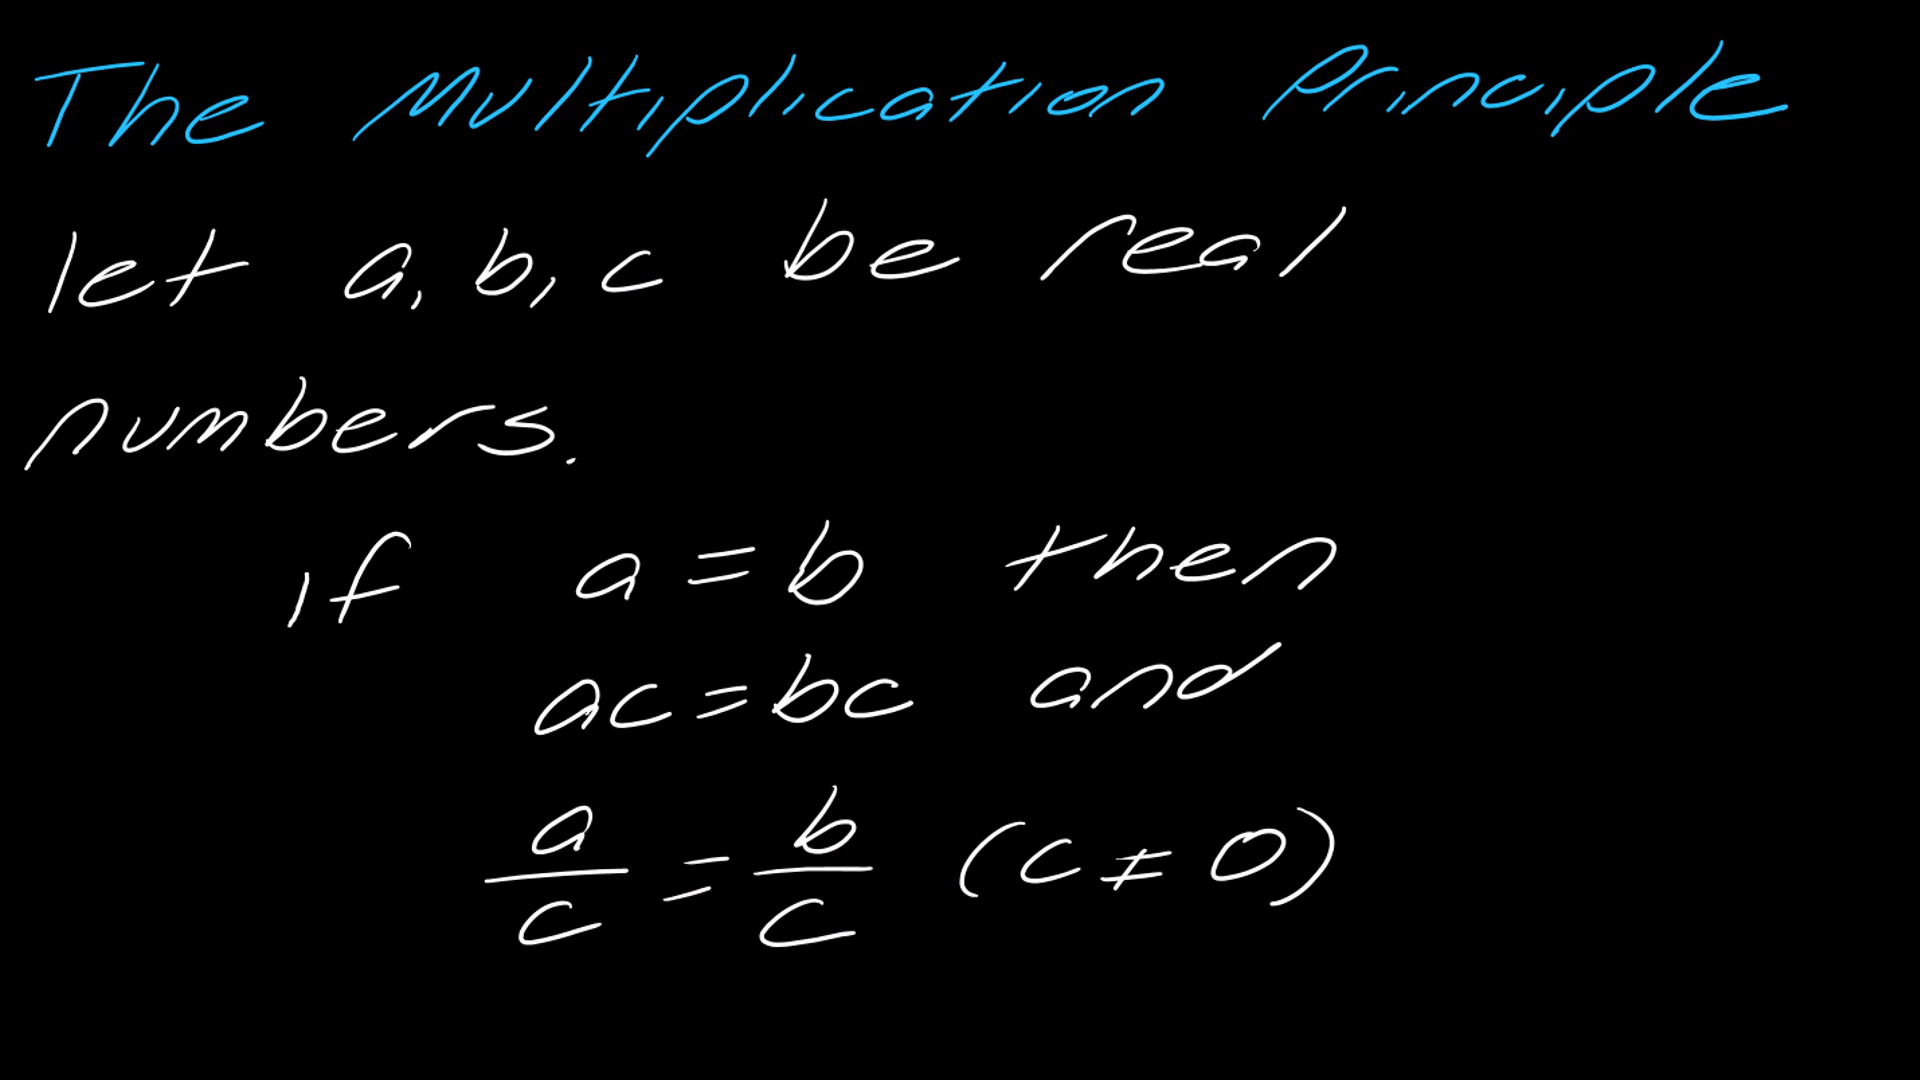 The Multiplication Principle
let a, b, c be real
numbers.
if a = b then
ac = bc and
a/c = b/c (c ≠ 0)